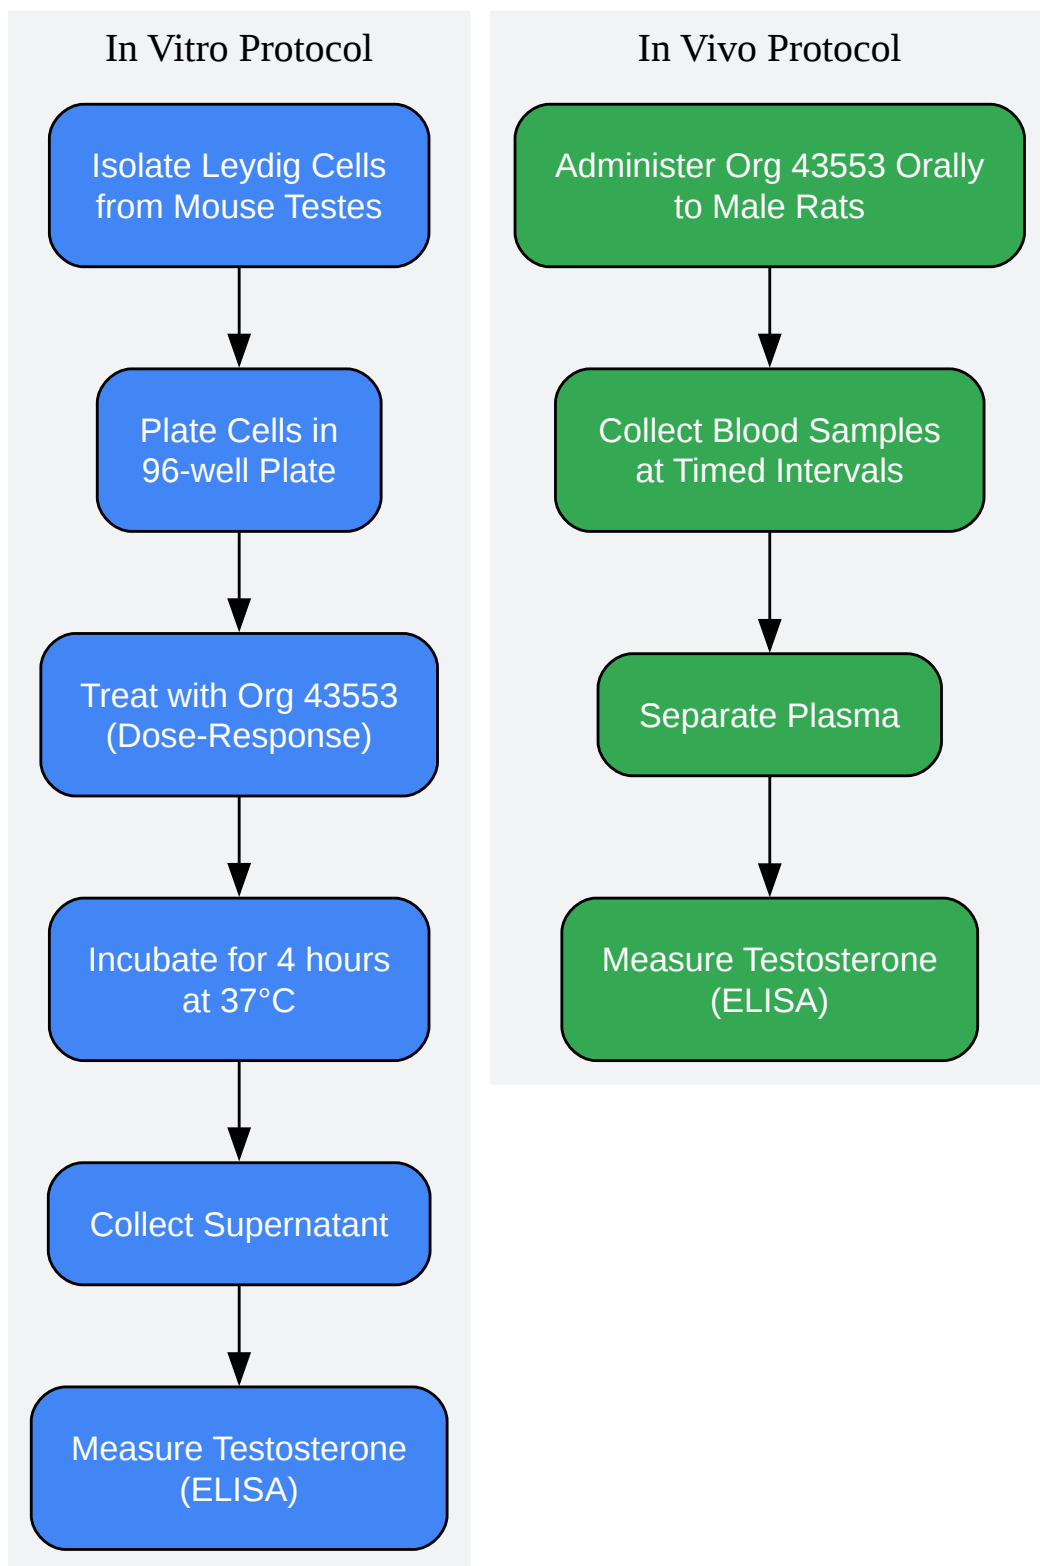 In Vitro Protocol
Isolate Leydig Cells
from Mouse Testes
Plate Cells in
96-well Plate
Treat with Org 43553
(Dose-Response)
Incubate for 4 hours
at 37°C
Collect Supernatant
Measure Testosterone
(ELISA)
In Vivo Protocol
Administer Org 43553 Orally
to Male Rats
Collect Blood Samples
at Timed Intervals
Separate Plasma
Measure Testosterone
(ELISA)